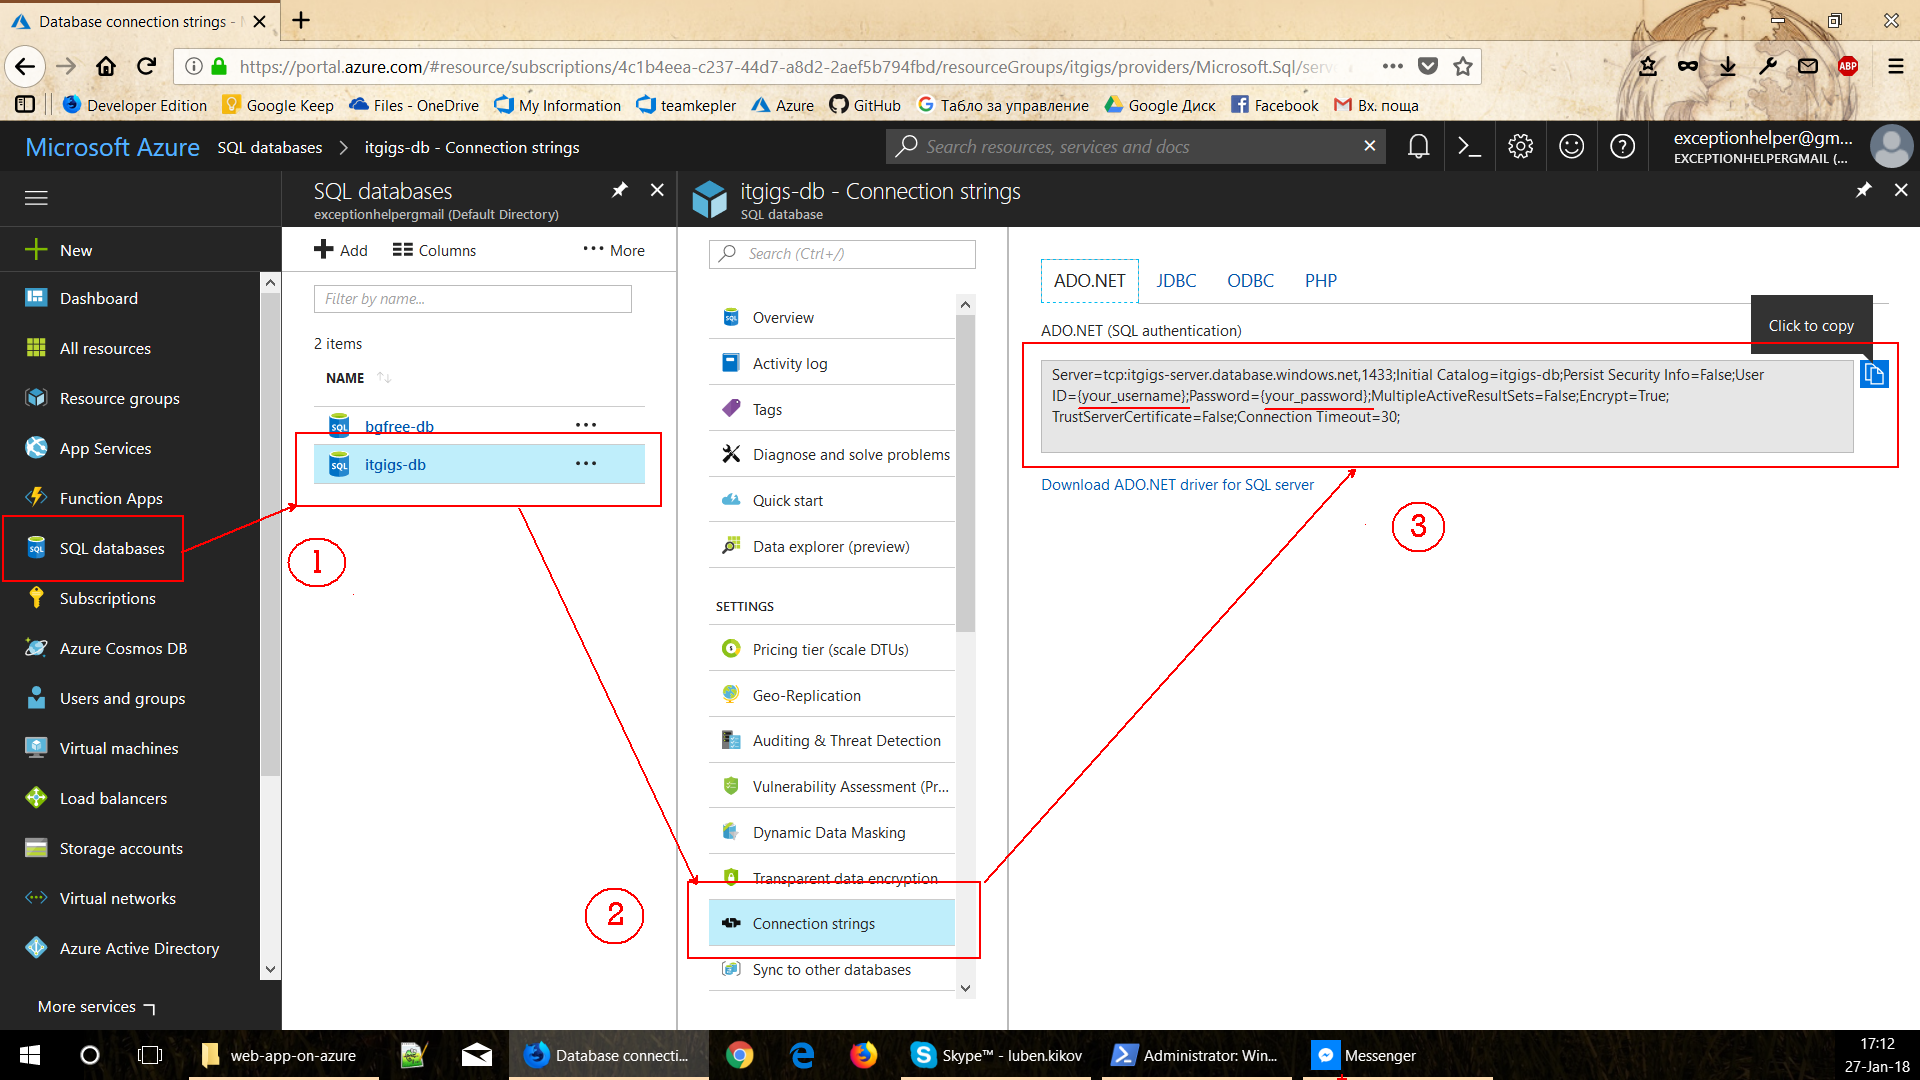 Database connection strings - M
https://portal.azure.com/#resource/subscriptions/4c1b4eea-c237-44d7-a8d2-2aef5b794fbd/resourceGroups/itgigs/providers/Microsoft.Sql/serve
ABP
Developer Edition
Google Keep
Files - OneDrive
My Information
teamkepler
Azure
GitHub
Табло за управление
Google Диск
Facebook
Вх. поща
Microsoft Azure
SQL databases
itgigs-db - Connection strings
Search resources, services and docs
exceptionhelper@gm...
EXCEPTIONHELPERGMAIL (...
New
Dashboard
All resources
Resource groups
App Services
Function Apps
SQL databases
Subscriptions
Azure Cosmos DB
Users and groups
Virtual machines
Load balancers
Storage accounts
Virtual networks
Azure Active Directory
More services
SQL databases
exceptionhelpergmail (Default Directory)
Add
Columns
More
Filter by name...
2 items
NAME
SQL bgfree-db
SQL itgigs-db
1
2
itgigs-db - Connection strings
SQL database
Search (Ctrl+/)
Overview
Activity log
Tags
Diagnose and solve problems
Quick start
Data explorer (preview)
SETTINGS
Pricing tier (scale DTUs)
Geo-Replication
Auditing & Threat Detection
Vulnerability Assessment (Pr...
Dynamic Data Masking
Transparent data encryption
Connection strings
Sync to other databases
ADO.NET
JDBC
ODBC
PHP
ADO.NET (SQL authentication)
Click to copy
Server=tcp:itgigs-server.database.windows.net,1433;Initial Catalog=itgigs-db;Persist Security Info=False;User
ID={your_username};Password={your_password};MultipleActiveResultSets=False;Encrypt=True;
TrustServerCertificate=False;Connection Timeout=30;
Download ADO.NET driver for SQL server
3
web-app-on-azure
Database connecti...
Skype™ - luben.kikov
Administrator: Win...
Messenger
17:12
27-Jan-18